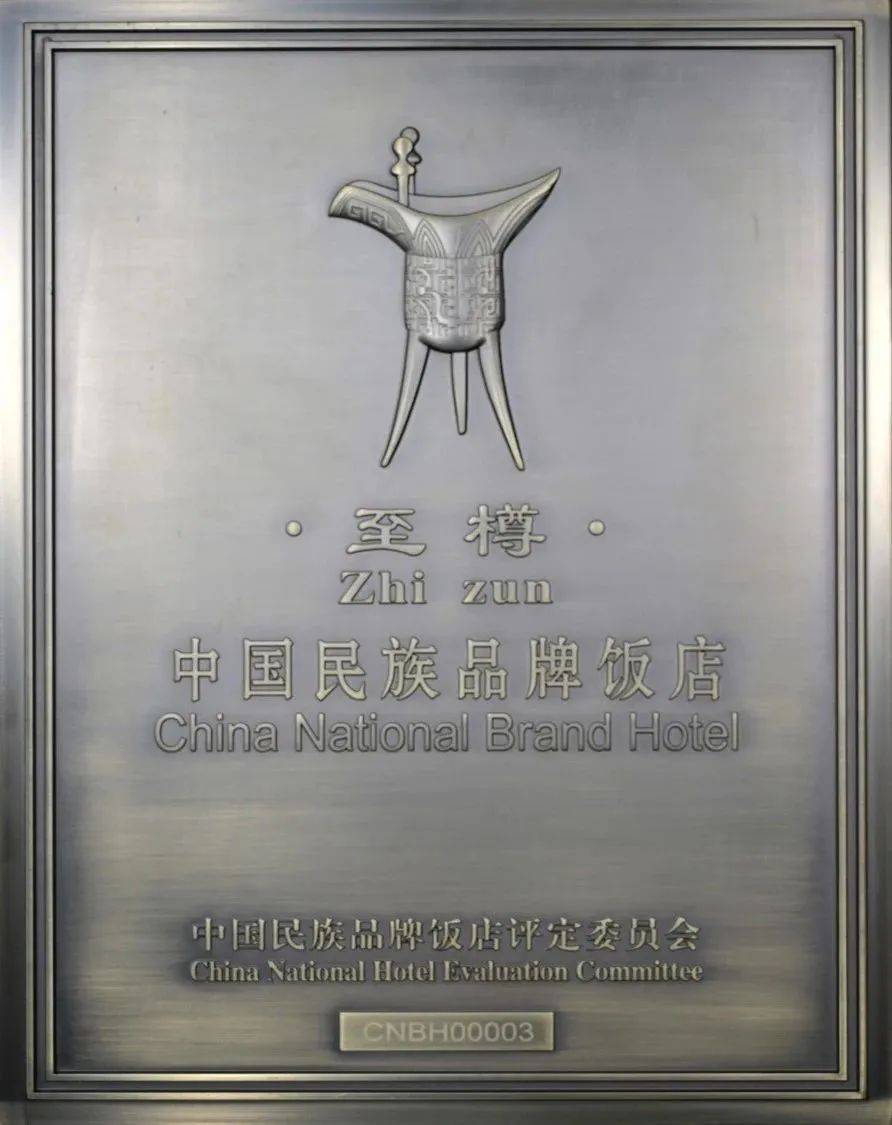 ·至樽·
Zhi zun
中国民族品牌饭店
China National Brand Hotel
中国民族品牌饭店评定委员会
China National Hotel Evaluation Committee
CNBH00003